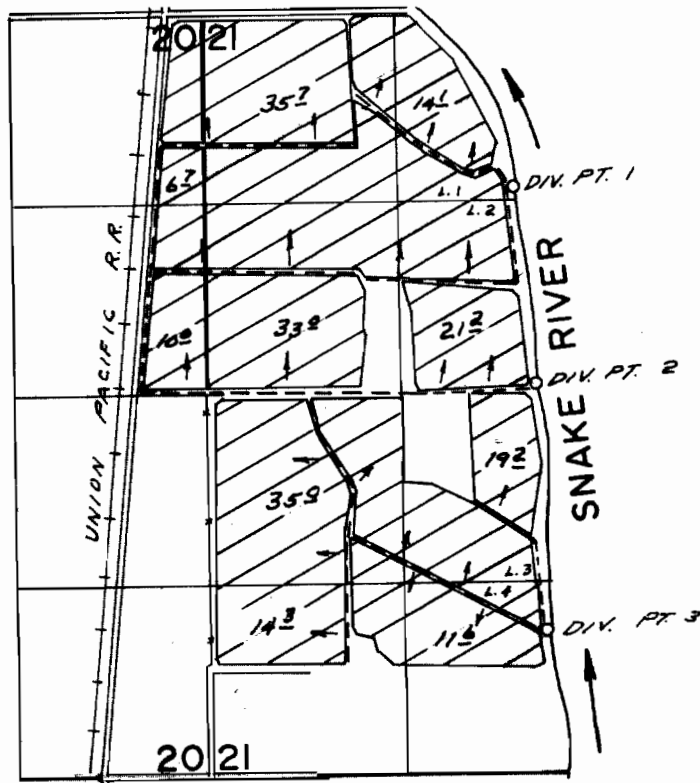 20 21
35 7
14 1
6 7
L.1
DIV. PT. 1
L.2
UNION PACIFIC R.R.
10 0
33 0
21 2
DIV. PT. 2
SNAKE RIVER
19 2
35 0
L.3
L.4
14 3
11 6
DIV. PT. 3
20 21